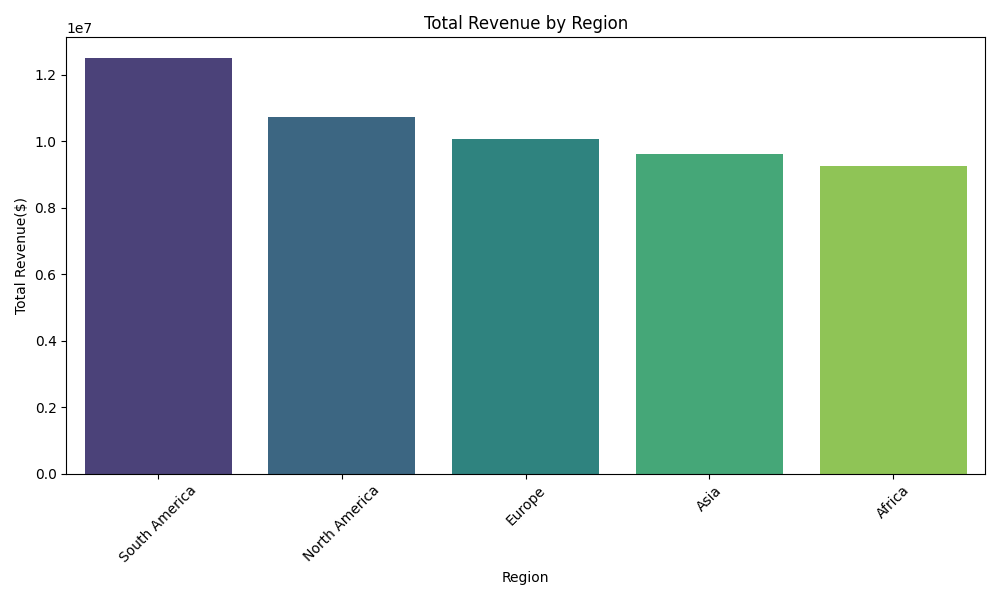 Total Revenue by Region
1e7
1.2
1.0
0.8
0.6
0.4
0.2
0.0
Total Revenue($)
South America
North America
Europe
Asia
Africa
Region